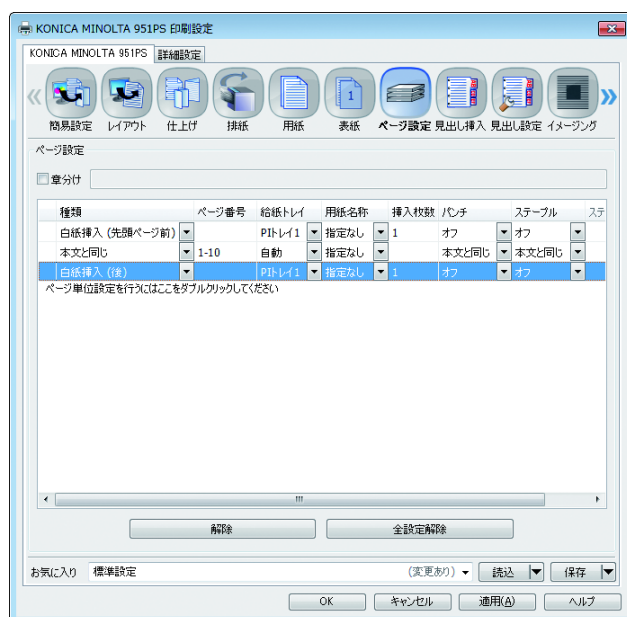 KONICA MINOLTA 951PS 印刷設定
KONICA MINOLTA 951PS 詳細設定
簡易設定 レイアウト 仕上げ 排紙 用紙 表紙 ページ設定 見出し挿入 見出し設定 イメージング
1
ページ設定
章分け
種類 ページ番号 給紙トレイ 用紙名称 挿入枚数 パンチ ステープル ステ
白紙挿入 (先頭ページ前) PIトレイ1 指定なし 1 オフ オフ
本文と同じ 1-10 自動 指定なし 本文と同じ 本文と同じ
白紙挿入 (後) PIトレイ1 指定なし 1 オフ オフ
ページ単位設定を行うにはここをダブルクリックしてください
解除 全設定解除
お気に入り 標準設定 (変更あり) 読込 保存
OK キャンセル 適用(A) ヘルプ